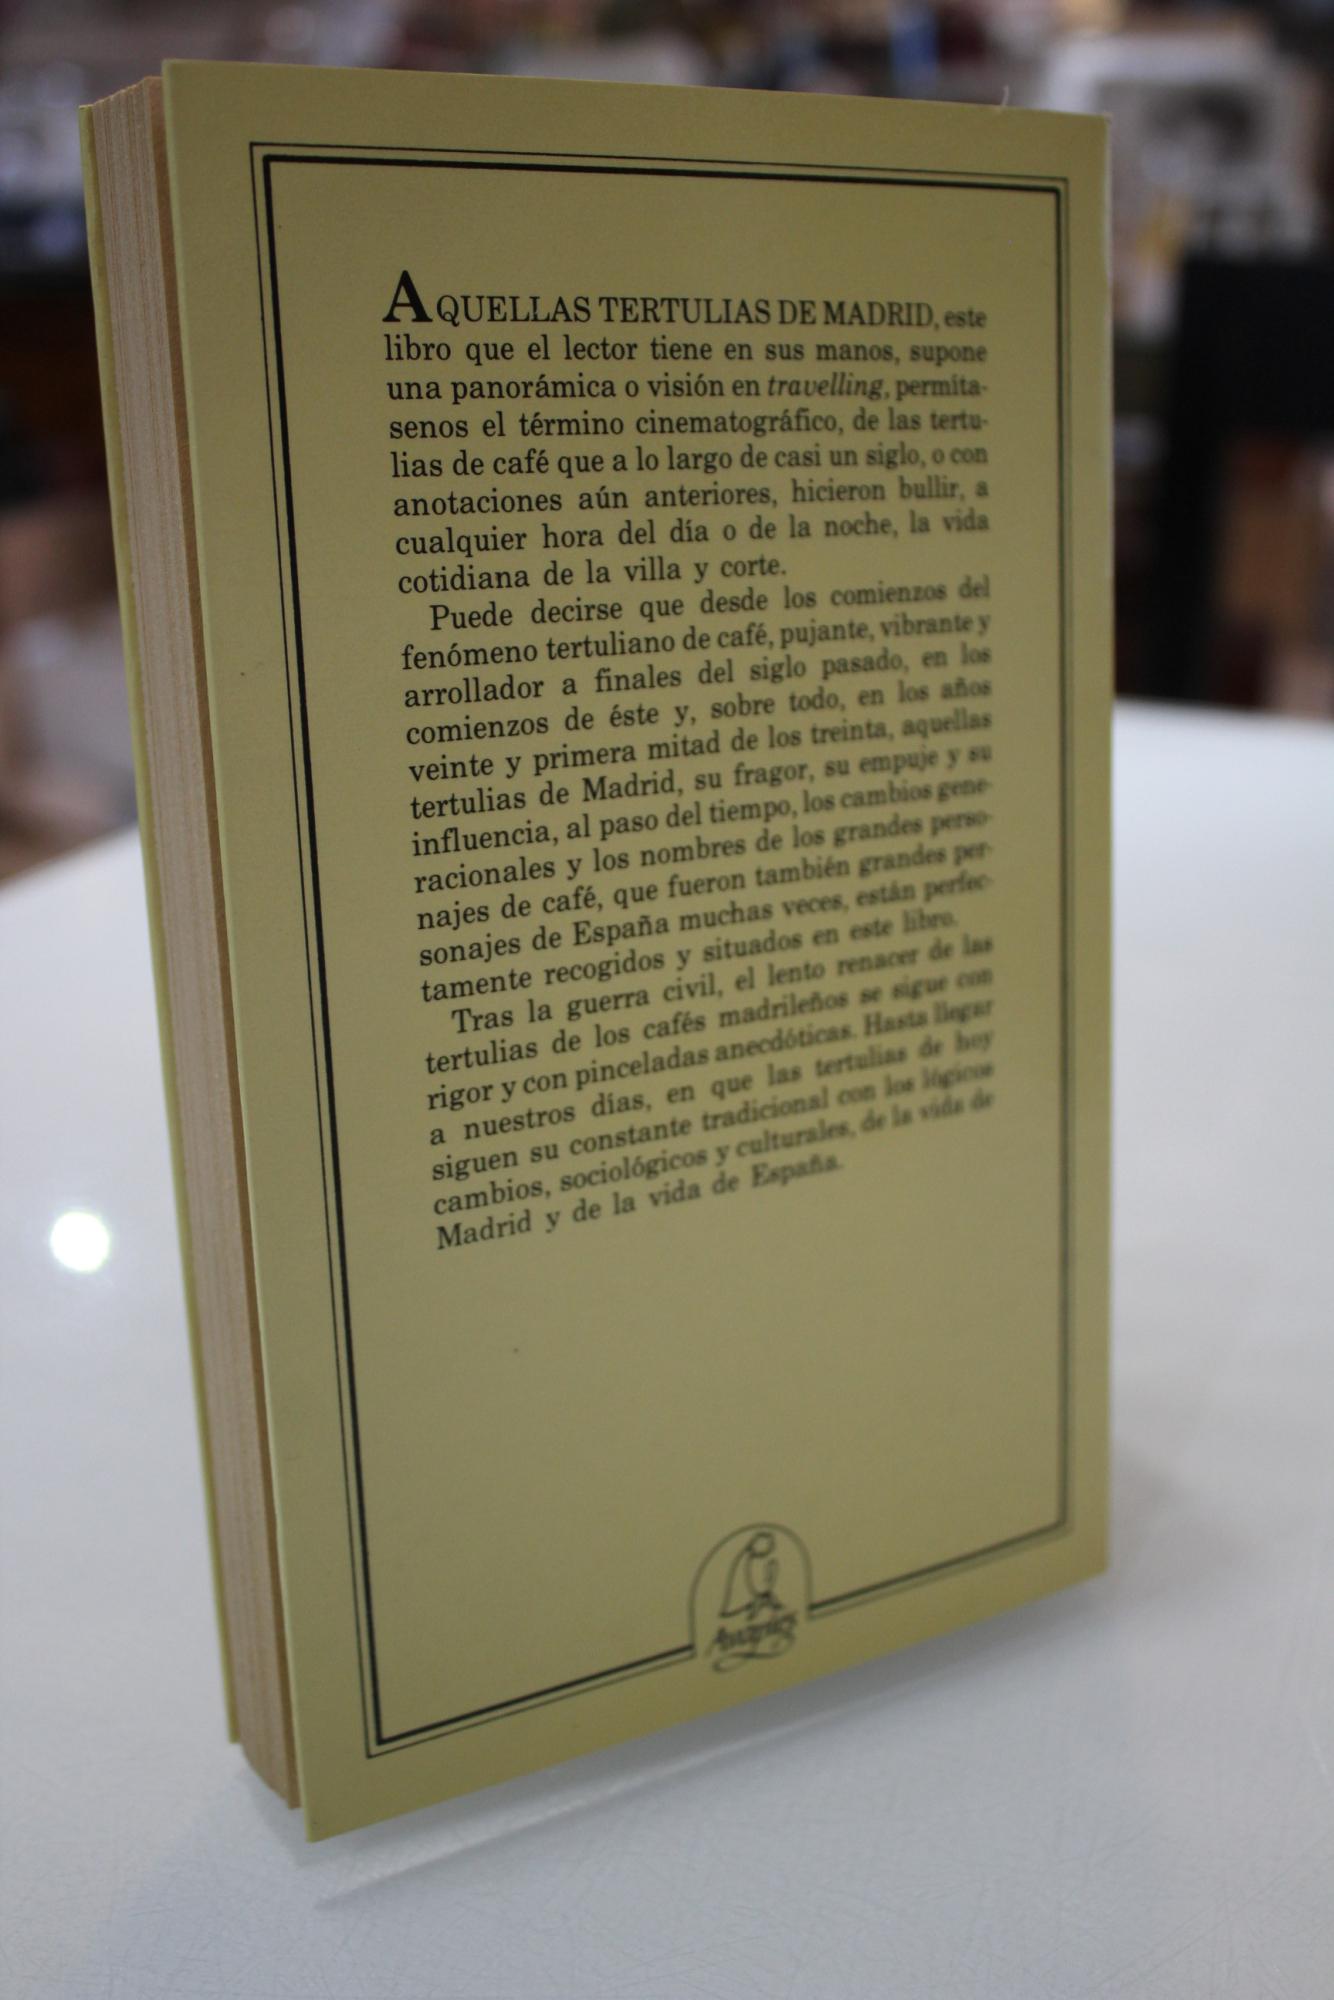 AQUELLAS TERTULIAS DE MADRID, este
libro que el lector tiene en sus manos, supone
una panorámica o visión en travelling, permíta-
senos el término cinematográfico, de las tertu-
lias de café que a lo largo de casi un siglo, o con
anotaciones aún anteriores, hicieron bullir, a
cualquier hora del día o de la noche, la vida
cotidiana de la villa y corte.
Puede decirse que desde los comienzos del
fenómeno tertuliano de café, pujante, vibrante y
arrollador a finales del siglo pasado, en los
comienzos de éste y, sobre todo, en los años
veinte y primera mitad de los treinta, aquellas
tertulias de Madrid, su fragor, su empuje y su
influencia, al paso del tiempo, los cambios gene-
racionales y los nombres de los grandes perso-
najes de café, que fueron también grandes per-
sonajes de España muchas veces, están perfec-
tamente recogidos y situados en este libro.
Tras la guerra civil, el lento renacer de las
tertulias de los cafés madrileños se sigue con
rigor y con pinceladas anecdóticas. Hasta llegar
a nuestros días, en que las tertulias de hoy
siguen su constante tradicional con los lógicos
cambios, sociológicos y culturales, de la vida de
Madrid y de la vida de España.